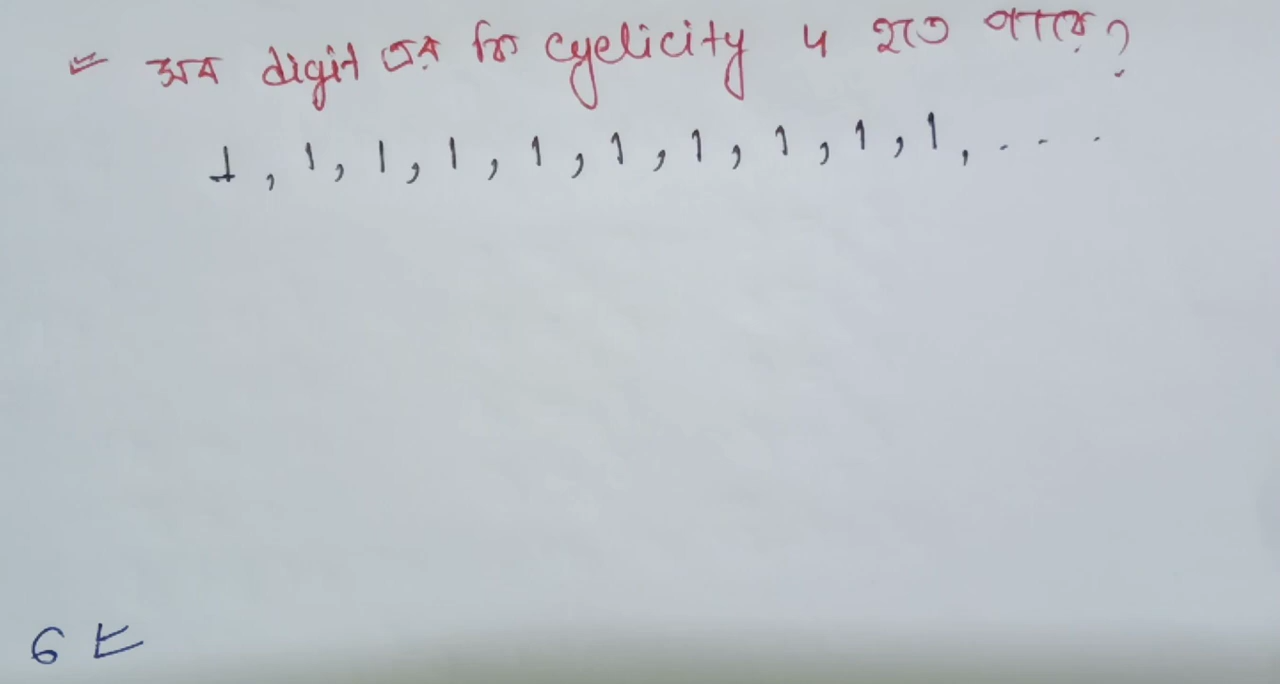 সব digit এর কি cyclicity 4 হতে পারে?
1, 1, 1, 1, 1, 1, 1, 1, 1, 1, ...
6